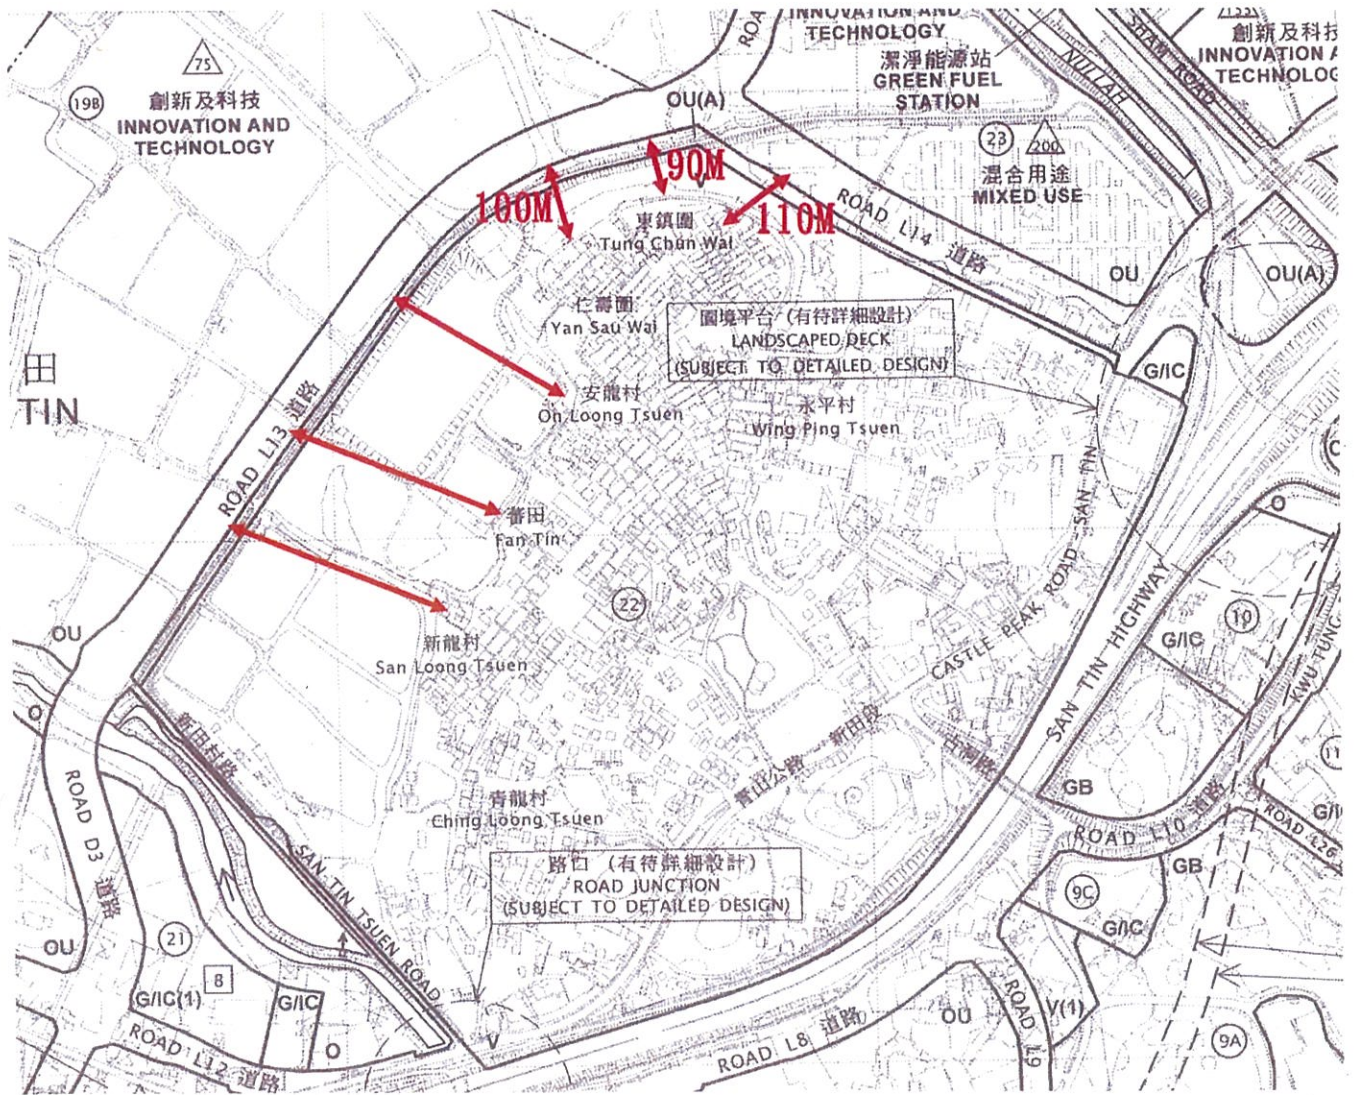 INNOVATION AND
TECHNOLOGY
ROA
潔淨能源站
GREEN FUEL
STATION
NULLAH
SHAM ROAD
創新及科技
INNOVATION A
TECHNOLOG
75
19B
創新及科技
INNOVATION AND
TECHNOLOGY
OU(A)
23
200
混合用途
MIXED USE
90M
100M
110M
V
ROAD L14 道路
東鎮圍
Tung Chun Wai
OU
OU(A)
仁壽圍
Yan Sau Wai
園境平台 (有待詳細設計)
LANDSCAPED DECK
(SUBJECT TO DETAILED DESIGN)
G/IC
田
TIN
安龍村
On Loong Tsuen
永平村
Wing Ping Tsuen
ROAD L13 道路
蕃田
Fan Tin
O
22
新龍村
San Loong Tsuen
CASTLE PEAK ROAD - SAN TIN
青山公路 新田段
古洞路
SAN TIN HIGHWAY
10
G/IC
KWU TUNG
11
OU
O
新田村路
SAN TIN TSUEN ROAD
ROAD D3 道路
青龍村
Ching Loong Tsuen
GB
ROAD L10 道路
ROAD L26
G/I
路口 (有待詳細設計)
ROAD JUNCTION
(SUBJECT TO DETAILED DESIGN)
GB
9C
G/IC
OU
21
8
G/IC(1)
G/IC
O
V
ROAD L12 道路
ROAD L8 道路
OU
ROAD L9
V(1)
9A